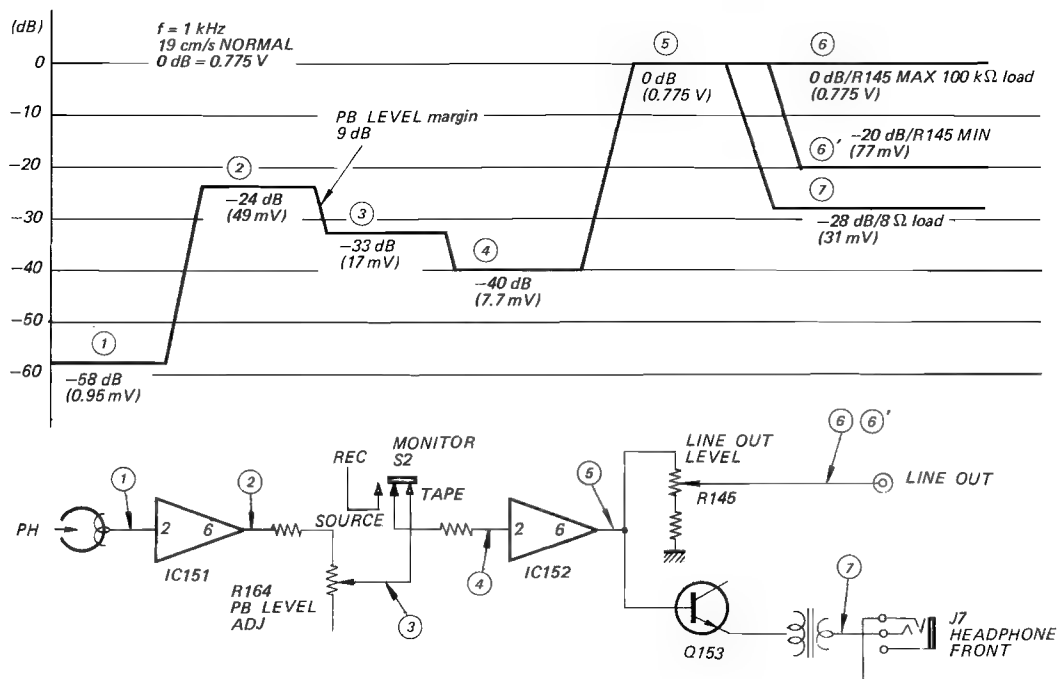 (dB)
f = 1 kHz
19 cm/s NORMAL
0 dB = 0.775 V
0
−10
−20
−30
−40
−50
−60
1
−58 dB
(0.95 mV)
2
−24 dB
(49 mV)
PB LEVEL margin
9 dB
3
−33 dB
(17 mV)
4
−40 dB
(7.7 mV)
5
0 dB
(0.775 V)
6
0 dB/R145 MAX 100 kΩ load
(0.775 V)
6' −20 dB/R145 MIN
(77 mV)
7
−28 dB/8 Ω load
(31 mV)
PH
1
2 6
IC151
2
R164
PB LEVEL
ADJ
3
REC
SOURCE
MONITOR
S2
TAPE
4
2 6
IC152
5
LINE OUT
LEVEL
R145
6 6'
LINE OUT
Q153
7
J7
HEADPHONE
FRONT